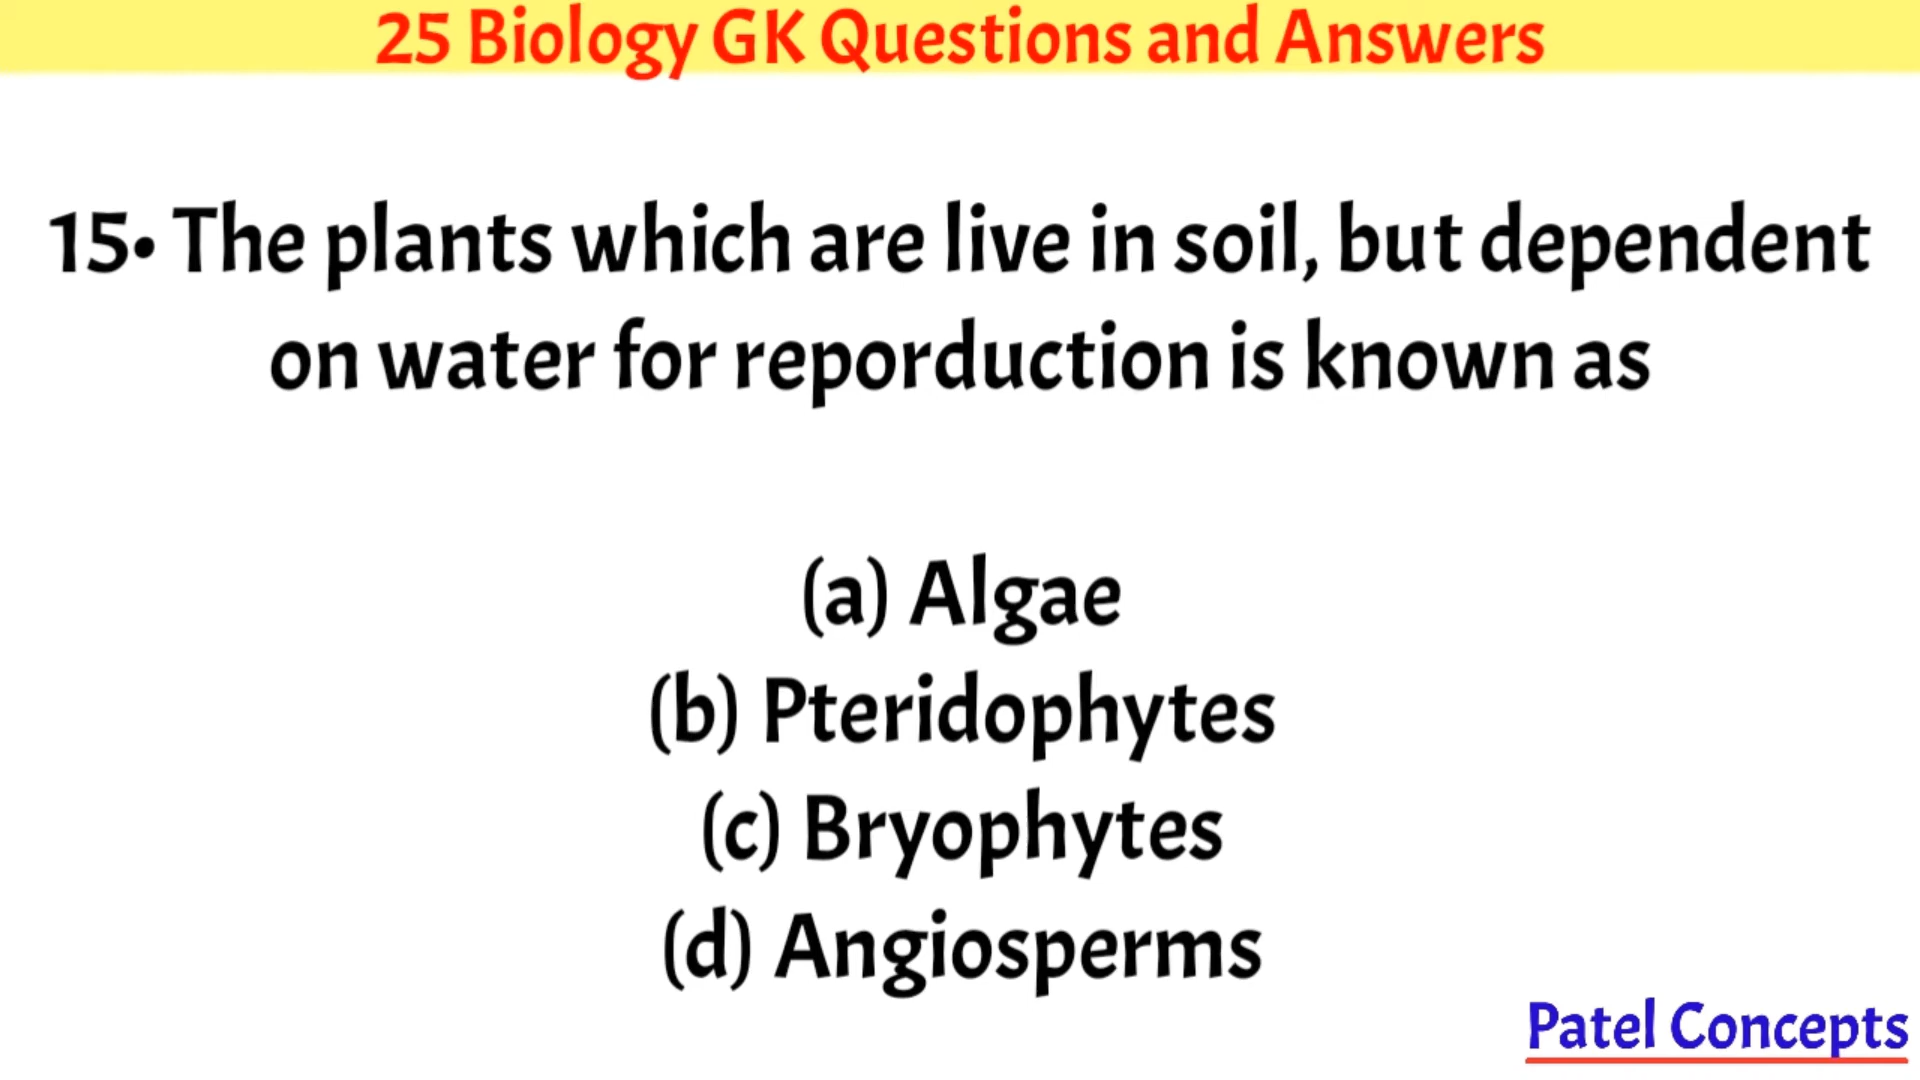 25 Biology GK Questions and Answers
15• The plants which are live in soil, but dependent
on water for reporduction is known as
(a) Algae
(b) Pteridophytes
(c) Bryophytes
(d) Angiosperms
Patel Concepts